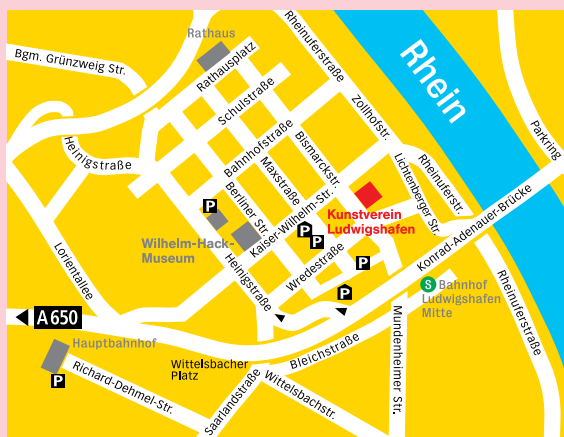 Rathaus
Bgm. Grünzweig Str.
Rathausplatz
Rheinuferstraße
Rhein
Schulstraße
Zollhofstr.
Parkring
Heinigstraße
Bahnhofstraße
Maxstraße
Bismarckstr.
Lichtenberger Str.
Rheinuferstr.
Berliner Str.
P
Kaiser-Wilhelm-Str.
Kunstverein
Ludwigshafen
Konrad-Adenauer-Brücke
Wilhelm-Hack-
Museum
P
P
Lorientallee
Heinigstraße
Wredestraße
P
P
S Bahnhof
Ludwigshafen
Mitte
A650
Mundenheimer Str.
Rheinuferstraße
Hauptbahnhof
P
Wittelsbacher
Platz
Bleichstraße
Richard-Dehmel-Str.
Saarlandstraße
Wittelsbachstr.